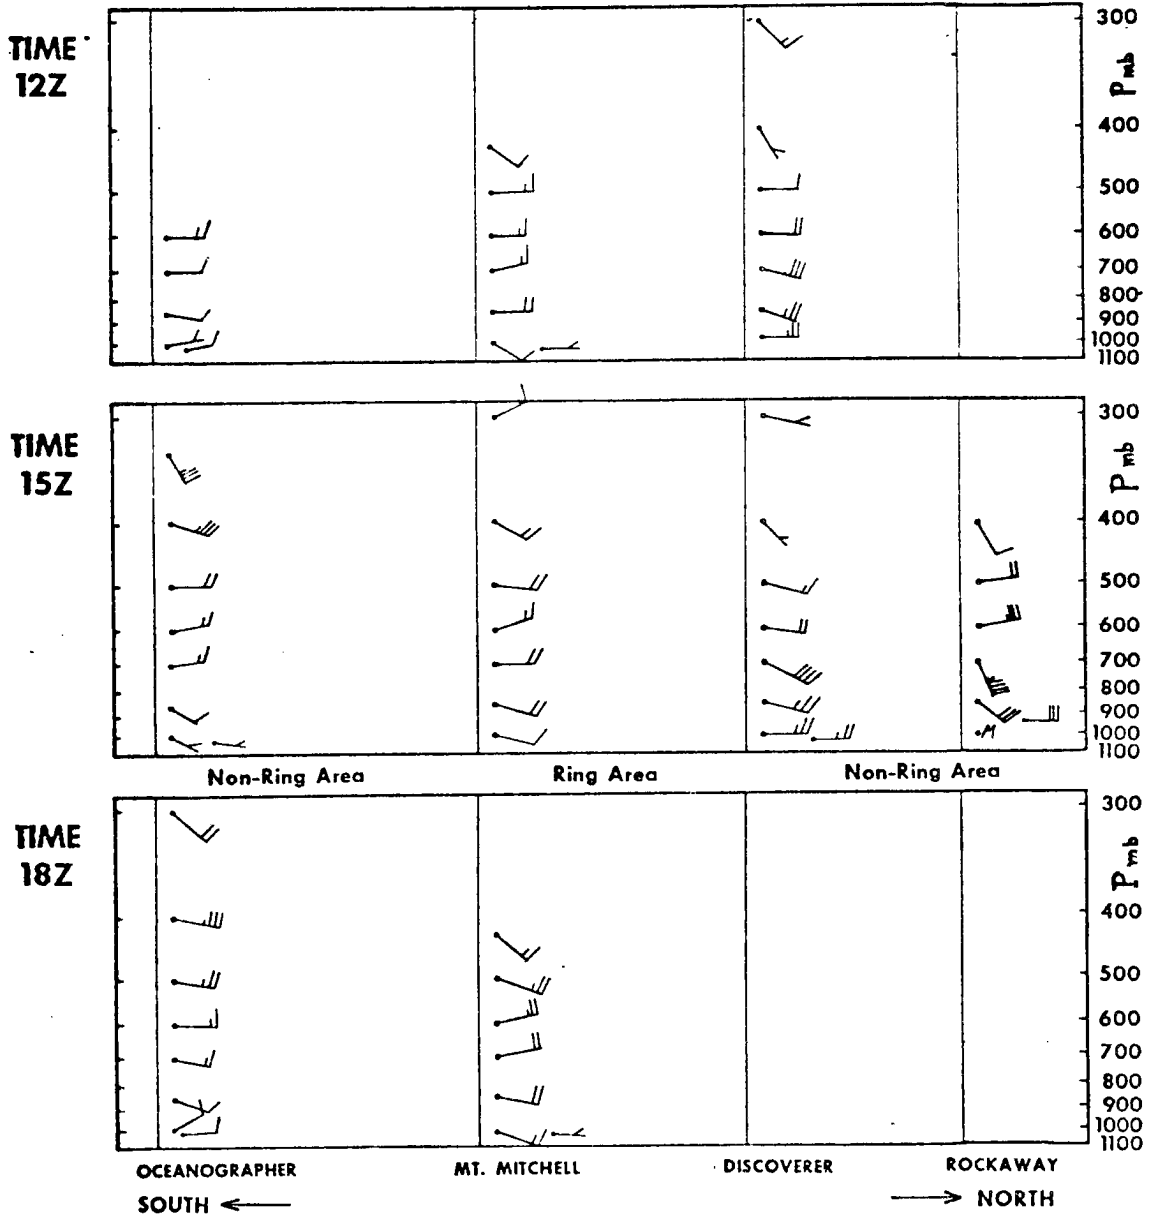 TIME
12Z
300
400
500
600
700
800
900
1000
1100
Pmb
TIME
15Z
300
400
500
600
700
800
900
1000
1100
Pmb
M
Non-Ring Area
Ring Area
Non-Ring Area
TIME
18Z
300
400
500
600
700
800
900
1000
1100
Pmb
OCEANOGRAPHER
MT. MITCHELL
DISCOVERER
ROCKAWAY
SOUTH
NORTH